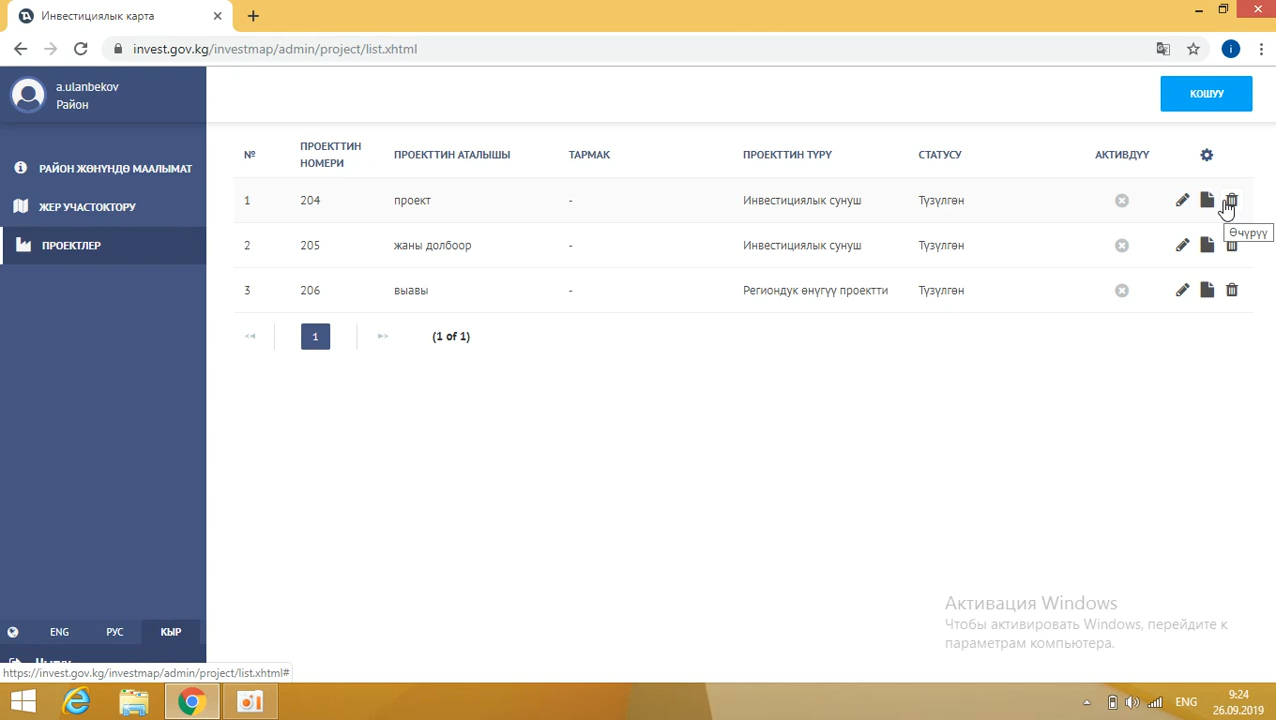 Инвестициялык карта
invest.gov.kg/investmap/admin/project/list.xhtml
i
a.ulanbekov
Район
КОШУУ
РАЙОН ЖӨНҮНДӨ МААЛЫМАТ
ЖЕР УЧАСТОКТОРУ
ПРОЕКТЛЕР
№ ПРОЕКТТИН НОМЕРИ ПРОЕКТТИН АТАЛЫШЫ ТАРМАК ПРОЕКТТИН ТҮРҮ СТАТУСУ АКТИВДҮҮ
1 204 проект - Инвестициялык сунуш Түзүлгөн
Өчүрүү
2 205 жаны долбоор - Инвестициялык сунуш Түзүлгөн
3 206 выавы - Региондук өнүгүү проектти Түзүлгөн
1 (1 of 1)
Активация Windows
Чтобы активировать Windows, перейдите к
параметрам компьютера.
ENG РУС КЫР
https://invest.gov.kg/investmap/admin/project/list.xhtml#
ENG
9:24
26.09.2019